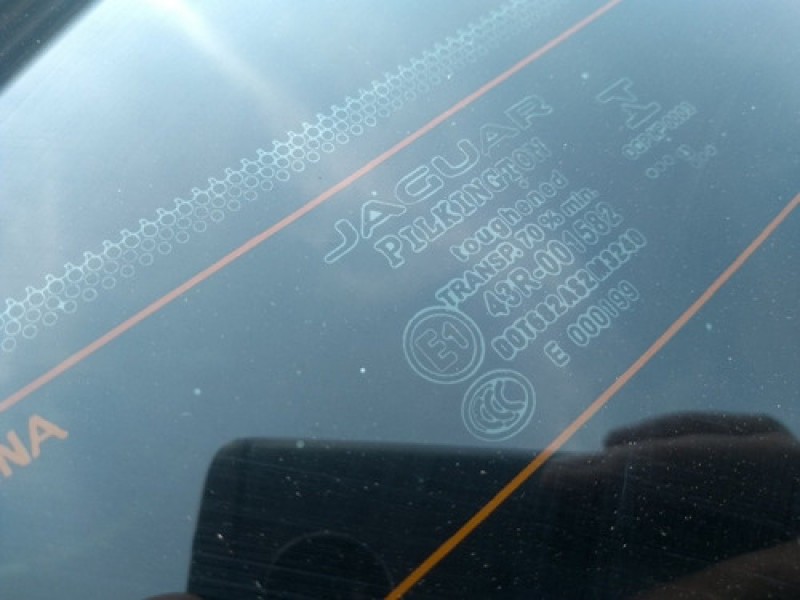 JAGUAR
PILKINGTON
toughened
TRANSP. 70 % min.
43R-001582
E1
E 000199
NA